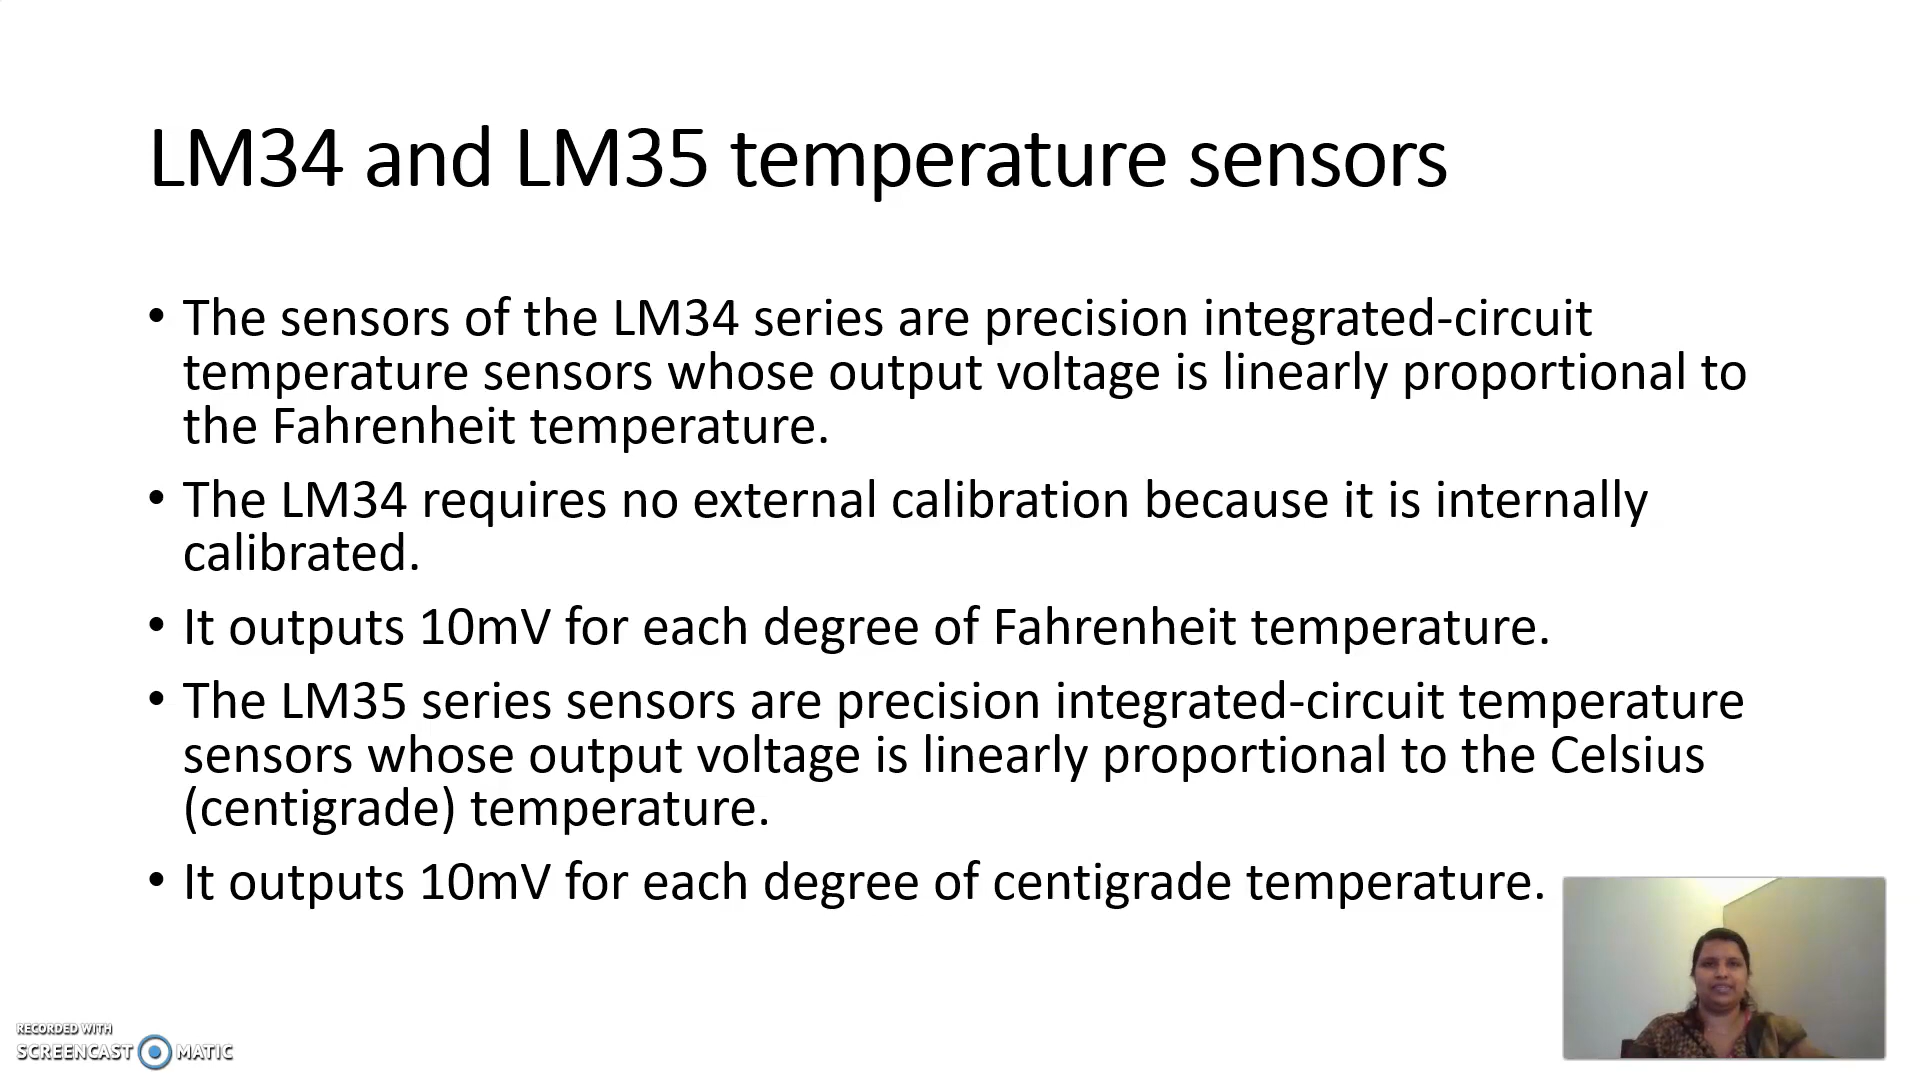 LM34 and LM35 temperature sensors
• The sensors of the LM34 series are precision integrated-circuit
temperature sensors whose output voltage is linearly proportional to
the Fahrenheit temperature.
• The LM34 requires no external calibration because it is internally
calibrated.
• It outputs 10mV for each degree of Fahrenheit temperature.
• The LM35 series sensors are precision integrated-circuit temperature
sensors whose output voltage is linearly proportional to the Celsius
(centigrade) temperature.
• It outputs 10mV for each degree of centigrade temperature.
RECORDED WITH
SCREENCAST MATIC